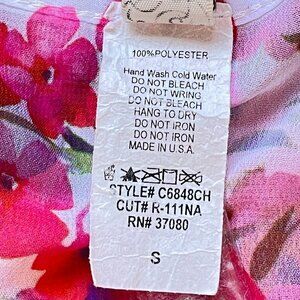 100%POLYESTER
Hand Wash Cold Water
DO NOT BLEACH
DO NOT WRING
DO NOT BLEACH
HANG TO DRY
DO NOT IRON
DO NOT IRON
MADE IN U.S.A.
STYLE# C6848CH
CUT# R-111NA
RN# 37080
S